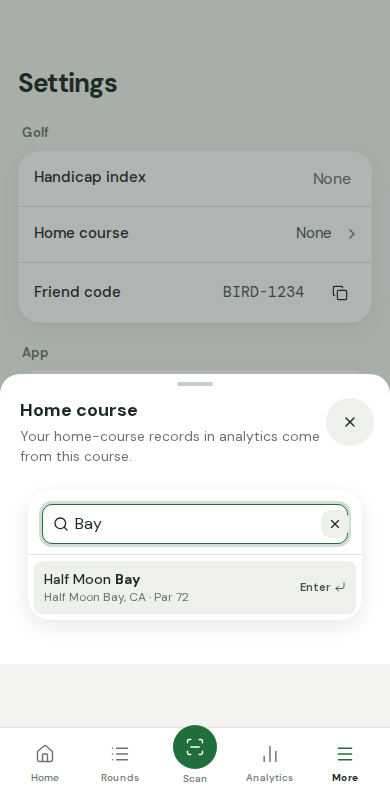 Settings
Golf
Handicap index None
Home course None
Friend code BIRD-1234
App
Home course
Your home-course records in analytics come
from this course.
Bay
Half Moon Bay
Half Moon Bay, CA · Par 72
Enter
Home Rounds Scan Analytics More